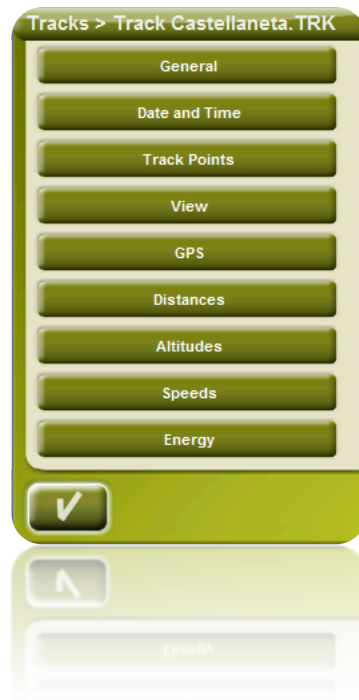 Tracks > Track Castellaneta.TRK
General
Date and Time
Track Points
View
GPS
Distances
Altitudes
Speeds
Energy